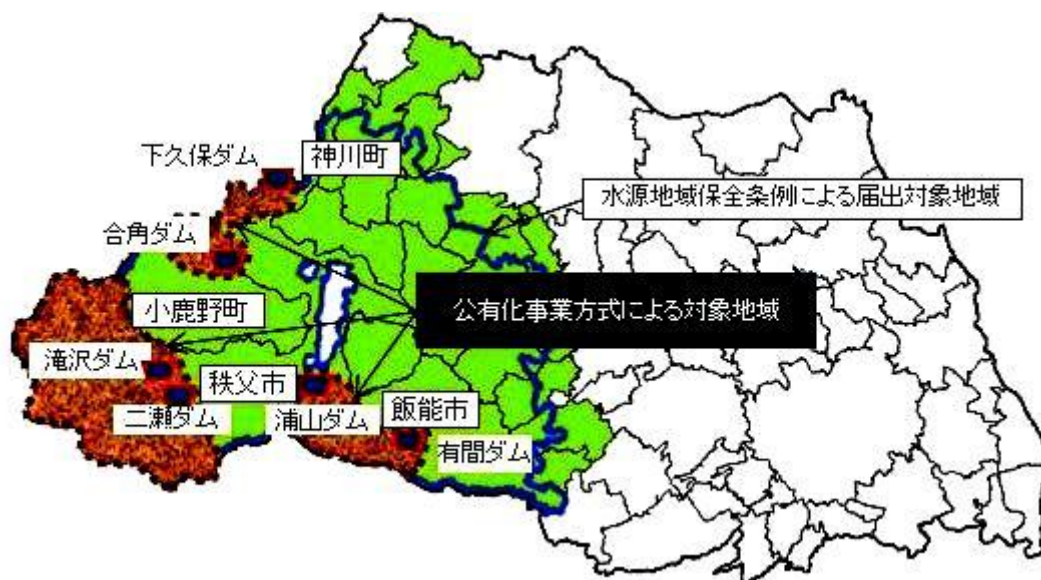 下久保ダム
神川町
水源地域保全条例による届出対象地域
合角ダム
公有化事業方式による対象地域
小鹿野町
滝沢ダム
秩父市
二瀬ダム
浦山ダム
飯能市
有間ダム